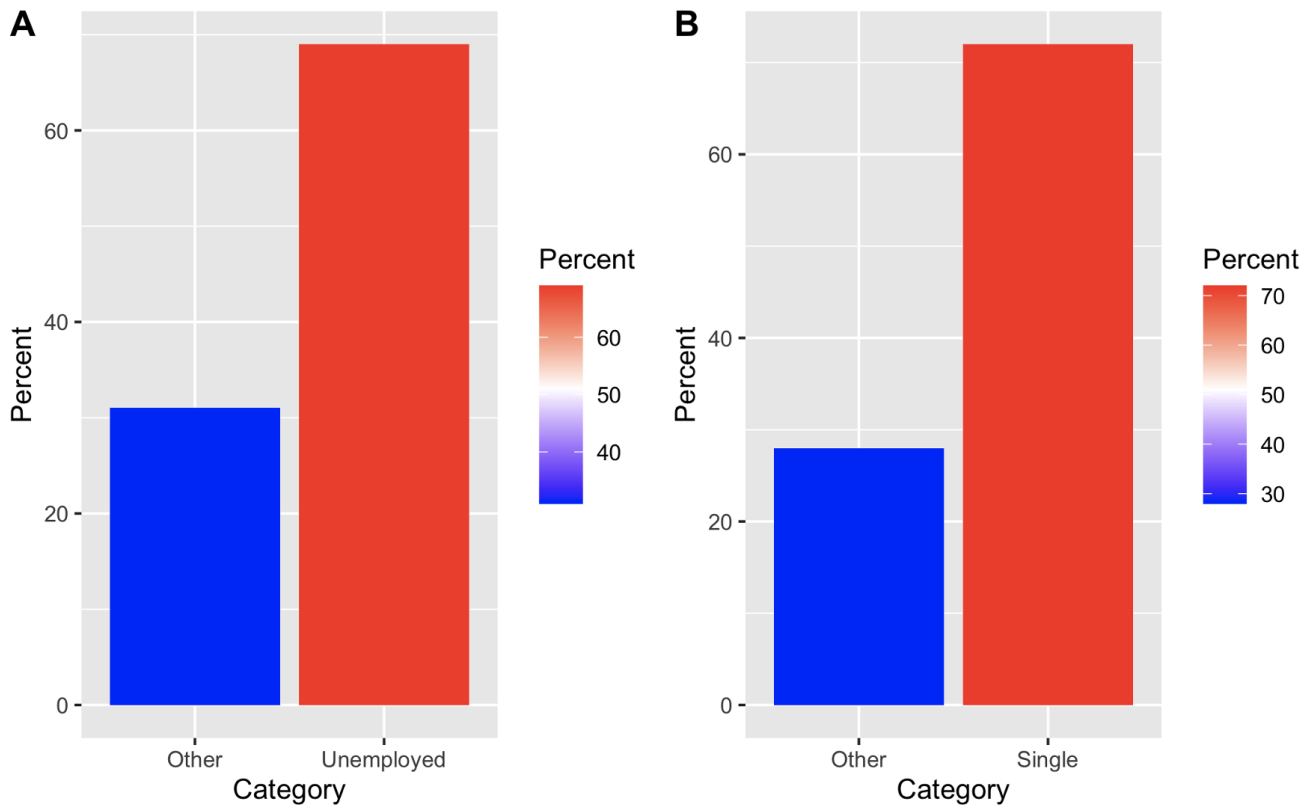 A
Percent
60
40
20
0
Other
Unemployed
Category
Percent
60
50
40
B
Percent
60
40
20
0
Other
Single
Category
Percent
70
60
50
40
30